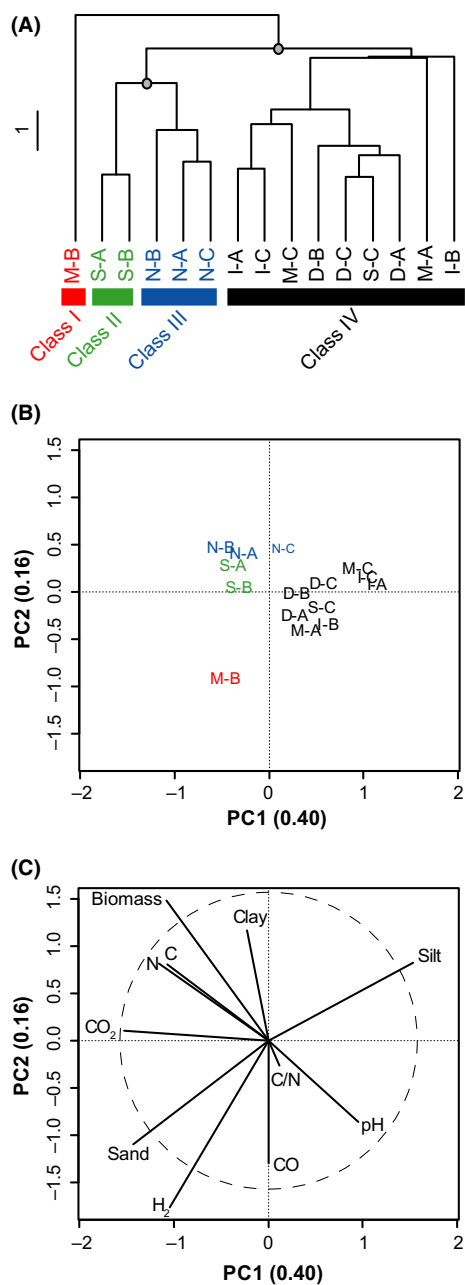 (A)
1
M-B S-A S-B N-B N-A N-C I-A I-C M-C D-B D-C S-C D-A M-A I-B
Class I Class II Class III Class IV
(B)
PC2 (0.16)
1.5
1.0
0.5
0.0
−0.5
−1.0
−1.5
N-B N-A N-C
S-A
S-B
M-C
I-C
I-A
D-C
D-B
S-C
D-A
I-B
M-A
M-B
−2 −1 0 1 2
PC1 (0.40)
(C)
PC2 (0.16)
1.5
1.0
0.5
0.0
−0.5
−1.0
−1.5
Biomass
Clay
C
N
Silt
CO2
C/N
pH
Sand
CO
H2
−2 −1 0 1 2
PC1 (0.40)